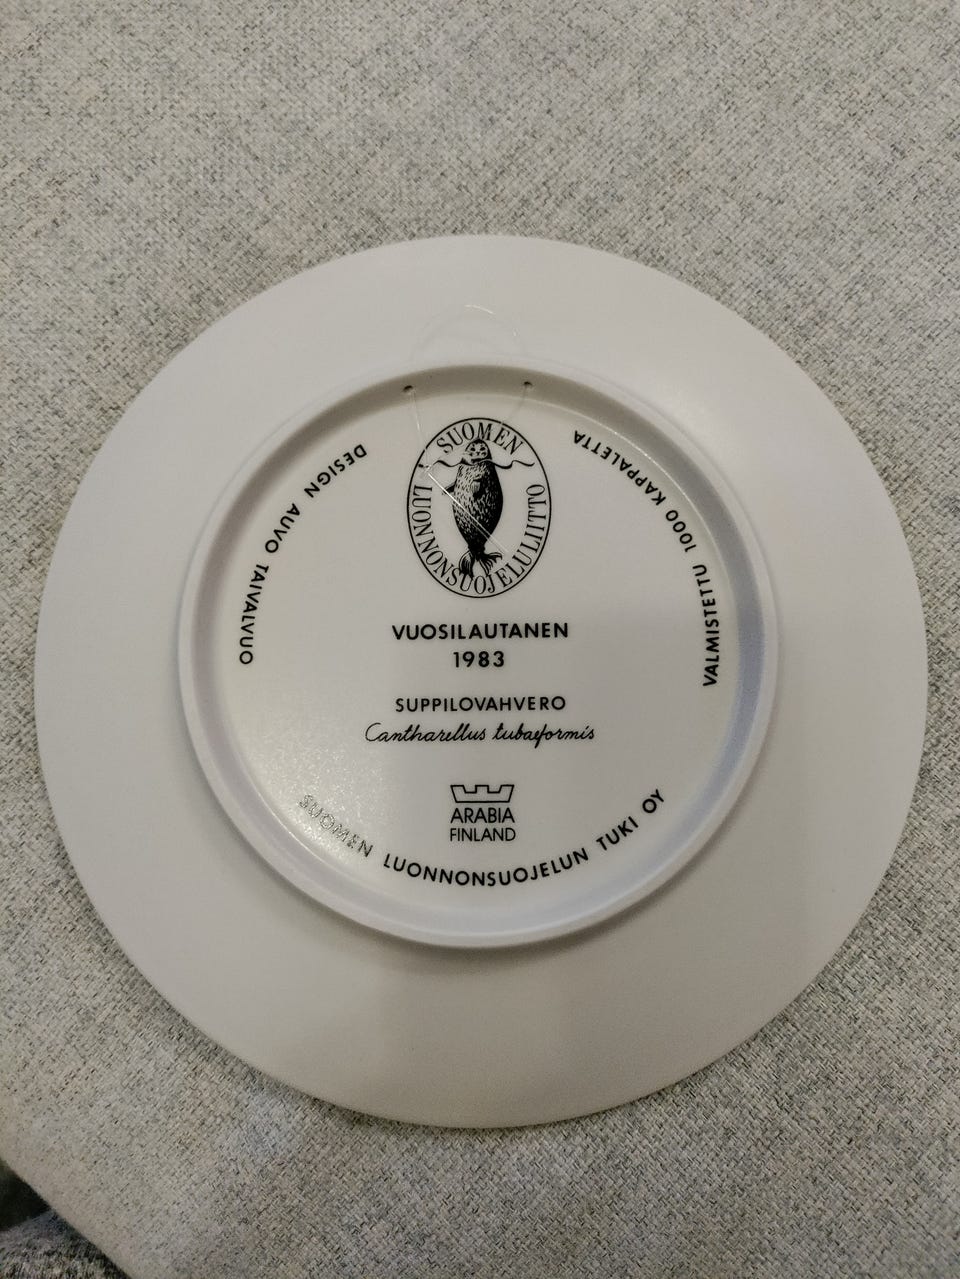 SUOMEN
LUONNONSUOJELULIITTO
DESIGN AUVO TAIVALVUO
VALMISTETTU 1000 KAPPALETTA
VUOSILAUTANEN
1983
SUPPILOVAHVERO
Cantharellus tubaeformis
ARABIA
FINLAND
SUOMEN LUONNONSUOJELUN TUKI OY